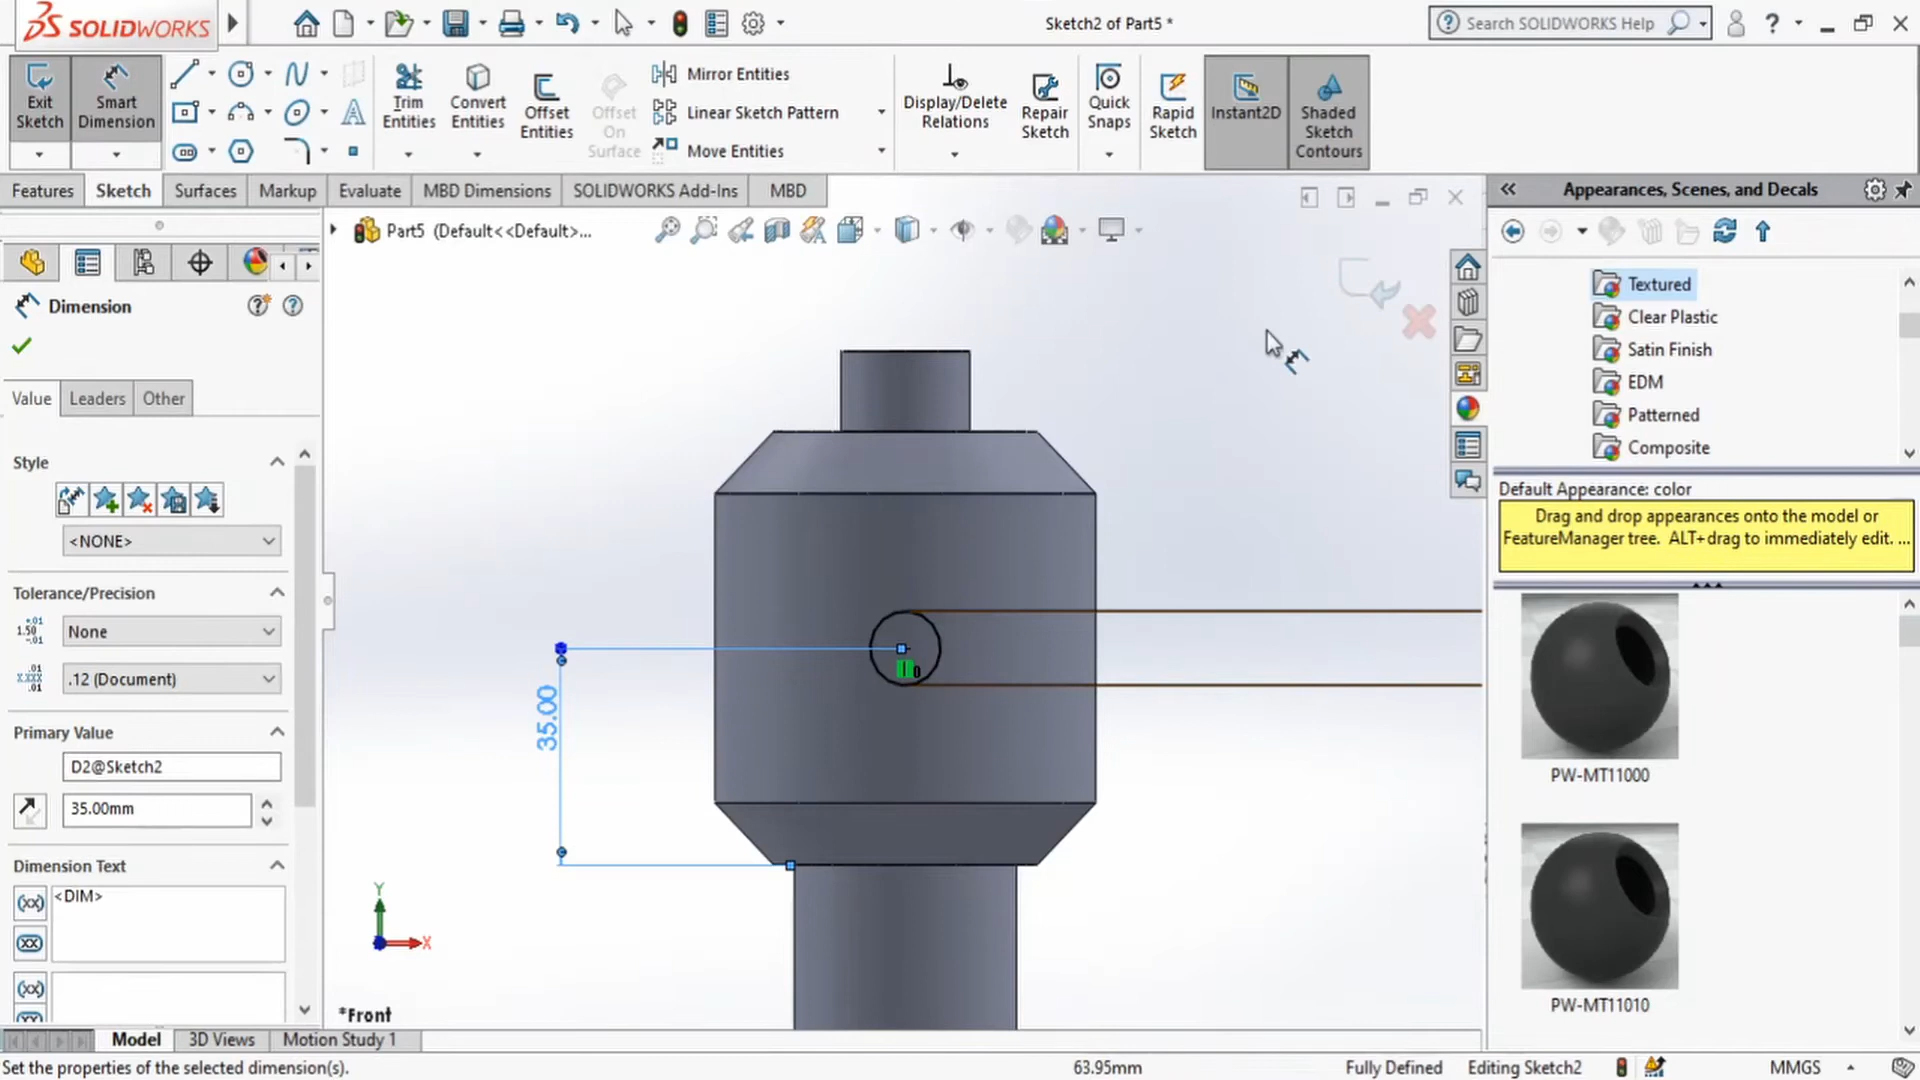 SOLIDWORKS
Sketch2 of Part5 *
Search SOLIDWORKS Help
Exit Sketch
Smart Dimension
Trim Entities
Convert Entities
Offset Entities
Offset On Surface
Mirror Entities
Linear Sketch Pattern
Move Entities
Display/Delete Relations
Repair Sketch
Quick Snaps
Rapid Sketch
Instant2D
Shaded Sketch Contours
Features
Sketch
Surfaces
Markup
Evaluate
MBD Dimensions
SOLIDWORKS Add-Ins
MBD
Part5 (Default<<Default>...
Dimension
Value
Leaders
Other
Style
<NONE>
Tolerance/Precision
None
.12 (Document)
Primary Value
D2@Sketch2
35.00mm
Dimension Text
<DIM>
35.00
Y
X
*Front
Appearances, Scenes, and Decals
Textured
Clear Plastic
Satin Finish
EDM
Patterned
Composite
Default Appearance: color
Drag and drop appearances onto the model or
FeatureManager tree. ALT+drag to immediately edit. ...
PW-MT11000
PW-MT11010
Model
3D Views
Motion Study 1
Set the properties of the selected dimension(s).
63.95mm
Fully Defined
Editing Sketch2
MMGS